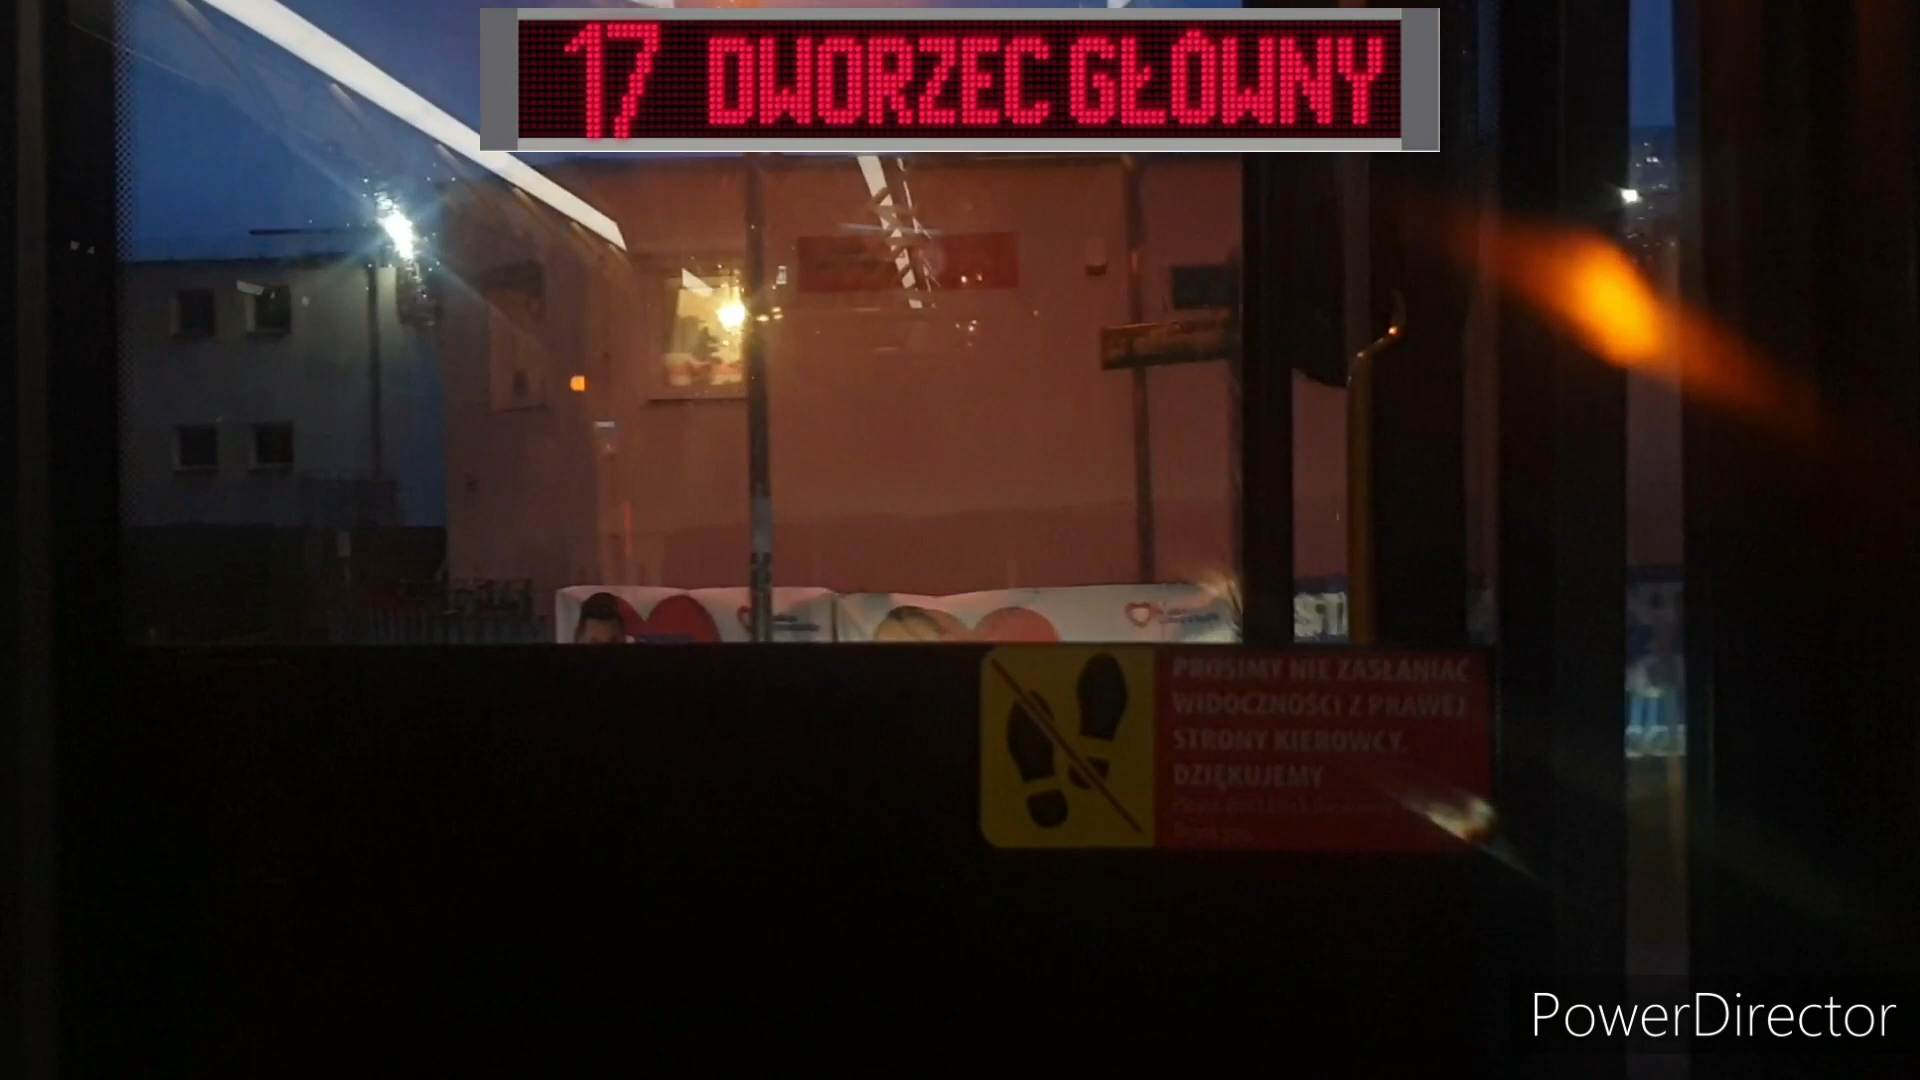 17 DWORZEC GŁÓWNY
PROSIMY NIE ZASŁANIAĆ
WIDOCZNOŚCI Z PRAWEJ
STRONY KIEROWCY.
DZIĘKUJEMY
PowerDirector